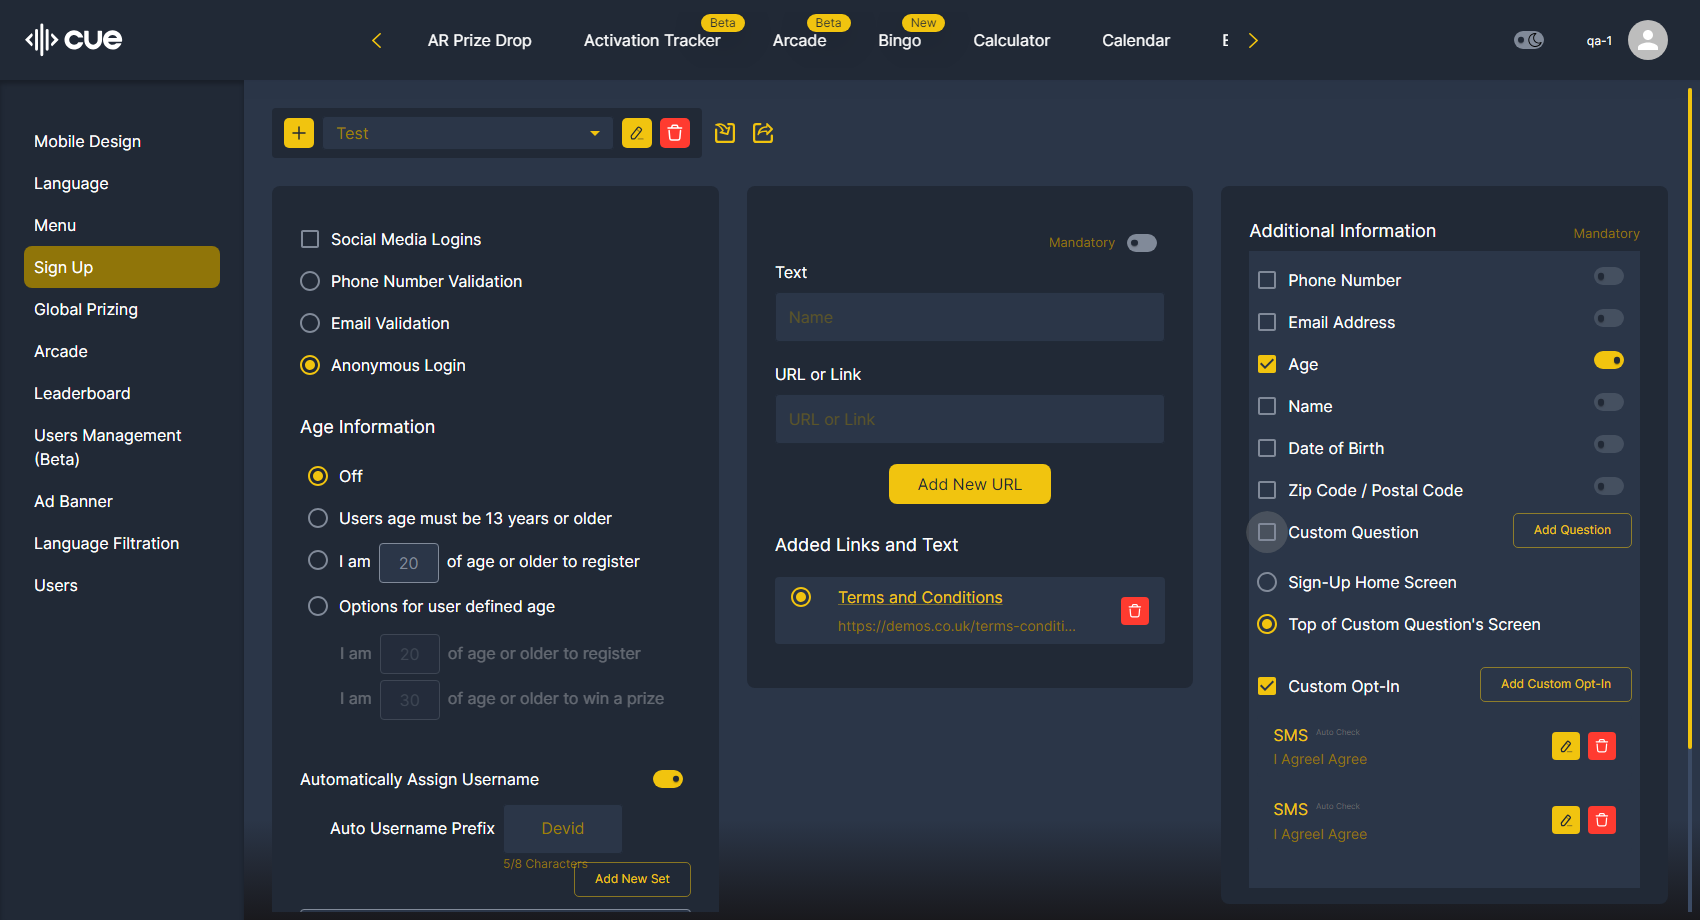 cue
AR Prize Drop
Activation Tracker
Beta
Arcade
Beta
Bingo
New
Calculator
Calendar
qa-1
Mobile Design
Language
Menu
Sign Up
Global Prizing
Arcade
Leaderboard
Users Management
(Beta)
Ad Banner
Language Filtration
Users
Test
Social Media Logins
Phone Number Validation
Email Validation
Anonymous Login
Age Information
Off
Users age must be 13 years or older
I am 20 of age or older to register
Options for user defined age
I am 20 of age or older to register
I am 30 of age or older to win a prize
Automatically Assign Username
Auto Username Prefix Devid
5/8 Characters
Add New Set
Mandatory
Text
Name
URL or Link
URL or Link
Add New URL
Added Links and Text
Terms and Conditions
https://demos.co.uk/terms-conditi...
Additional Information
Mandatory
Phone Number
Email Address
Age
Name
Date of Birth
Zip Code / Postal Code
Custom Question
Add Question
Sign-Up Home Screen
Top of Custom Question's Screen
Custom Opt-In
Add Custom Opt-In
SMS Auto Check
I AgreeI Agree
SMS Auto Check
I AgreeI Agree